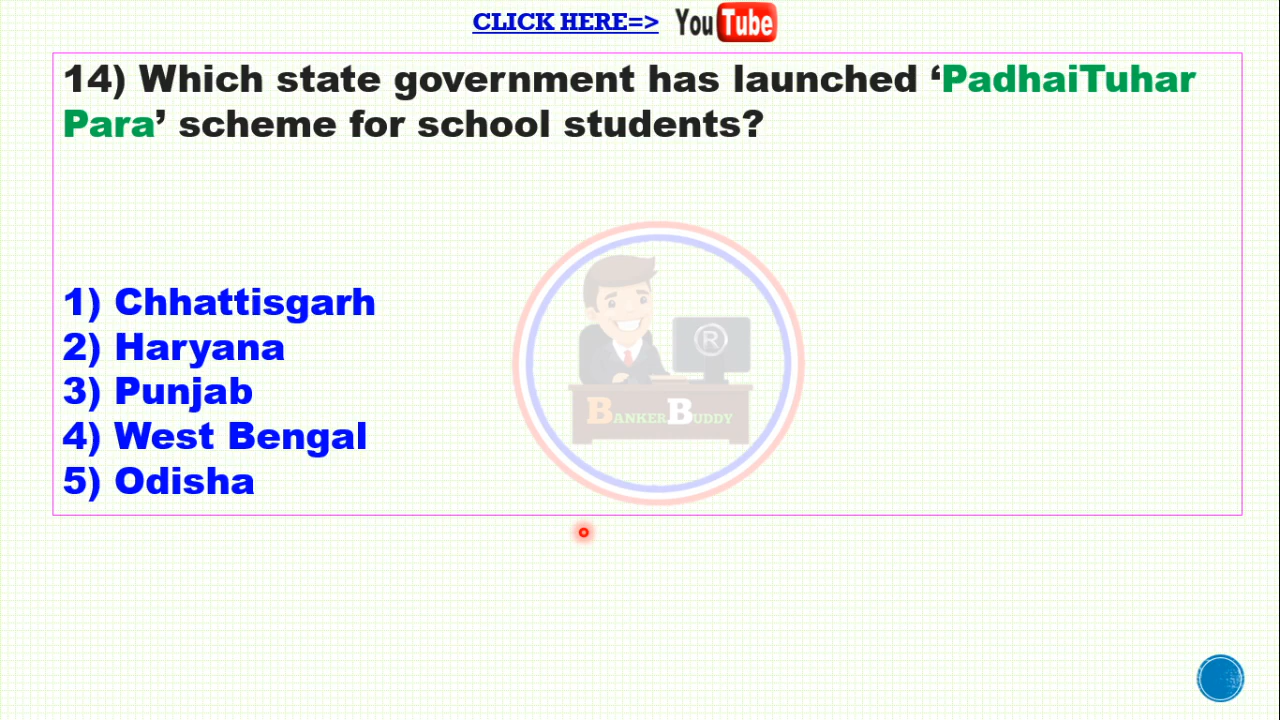 CLICK HERE=> YouTube
14) Which state government has launched ‘PadhaiTuhar
Para’ scheme for school students?
1) Chhattisgarh
2) Haryana
3) Punjab
4) West Bengal
5) Odisha
®
BANKERBUDDY